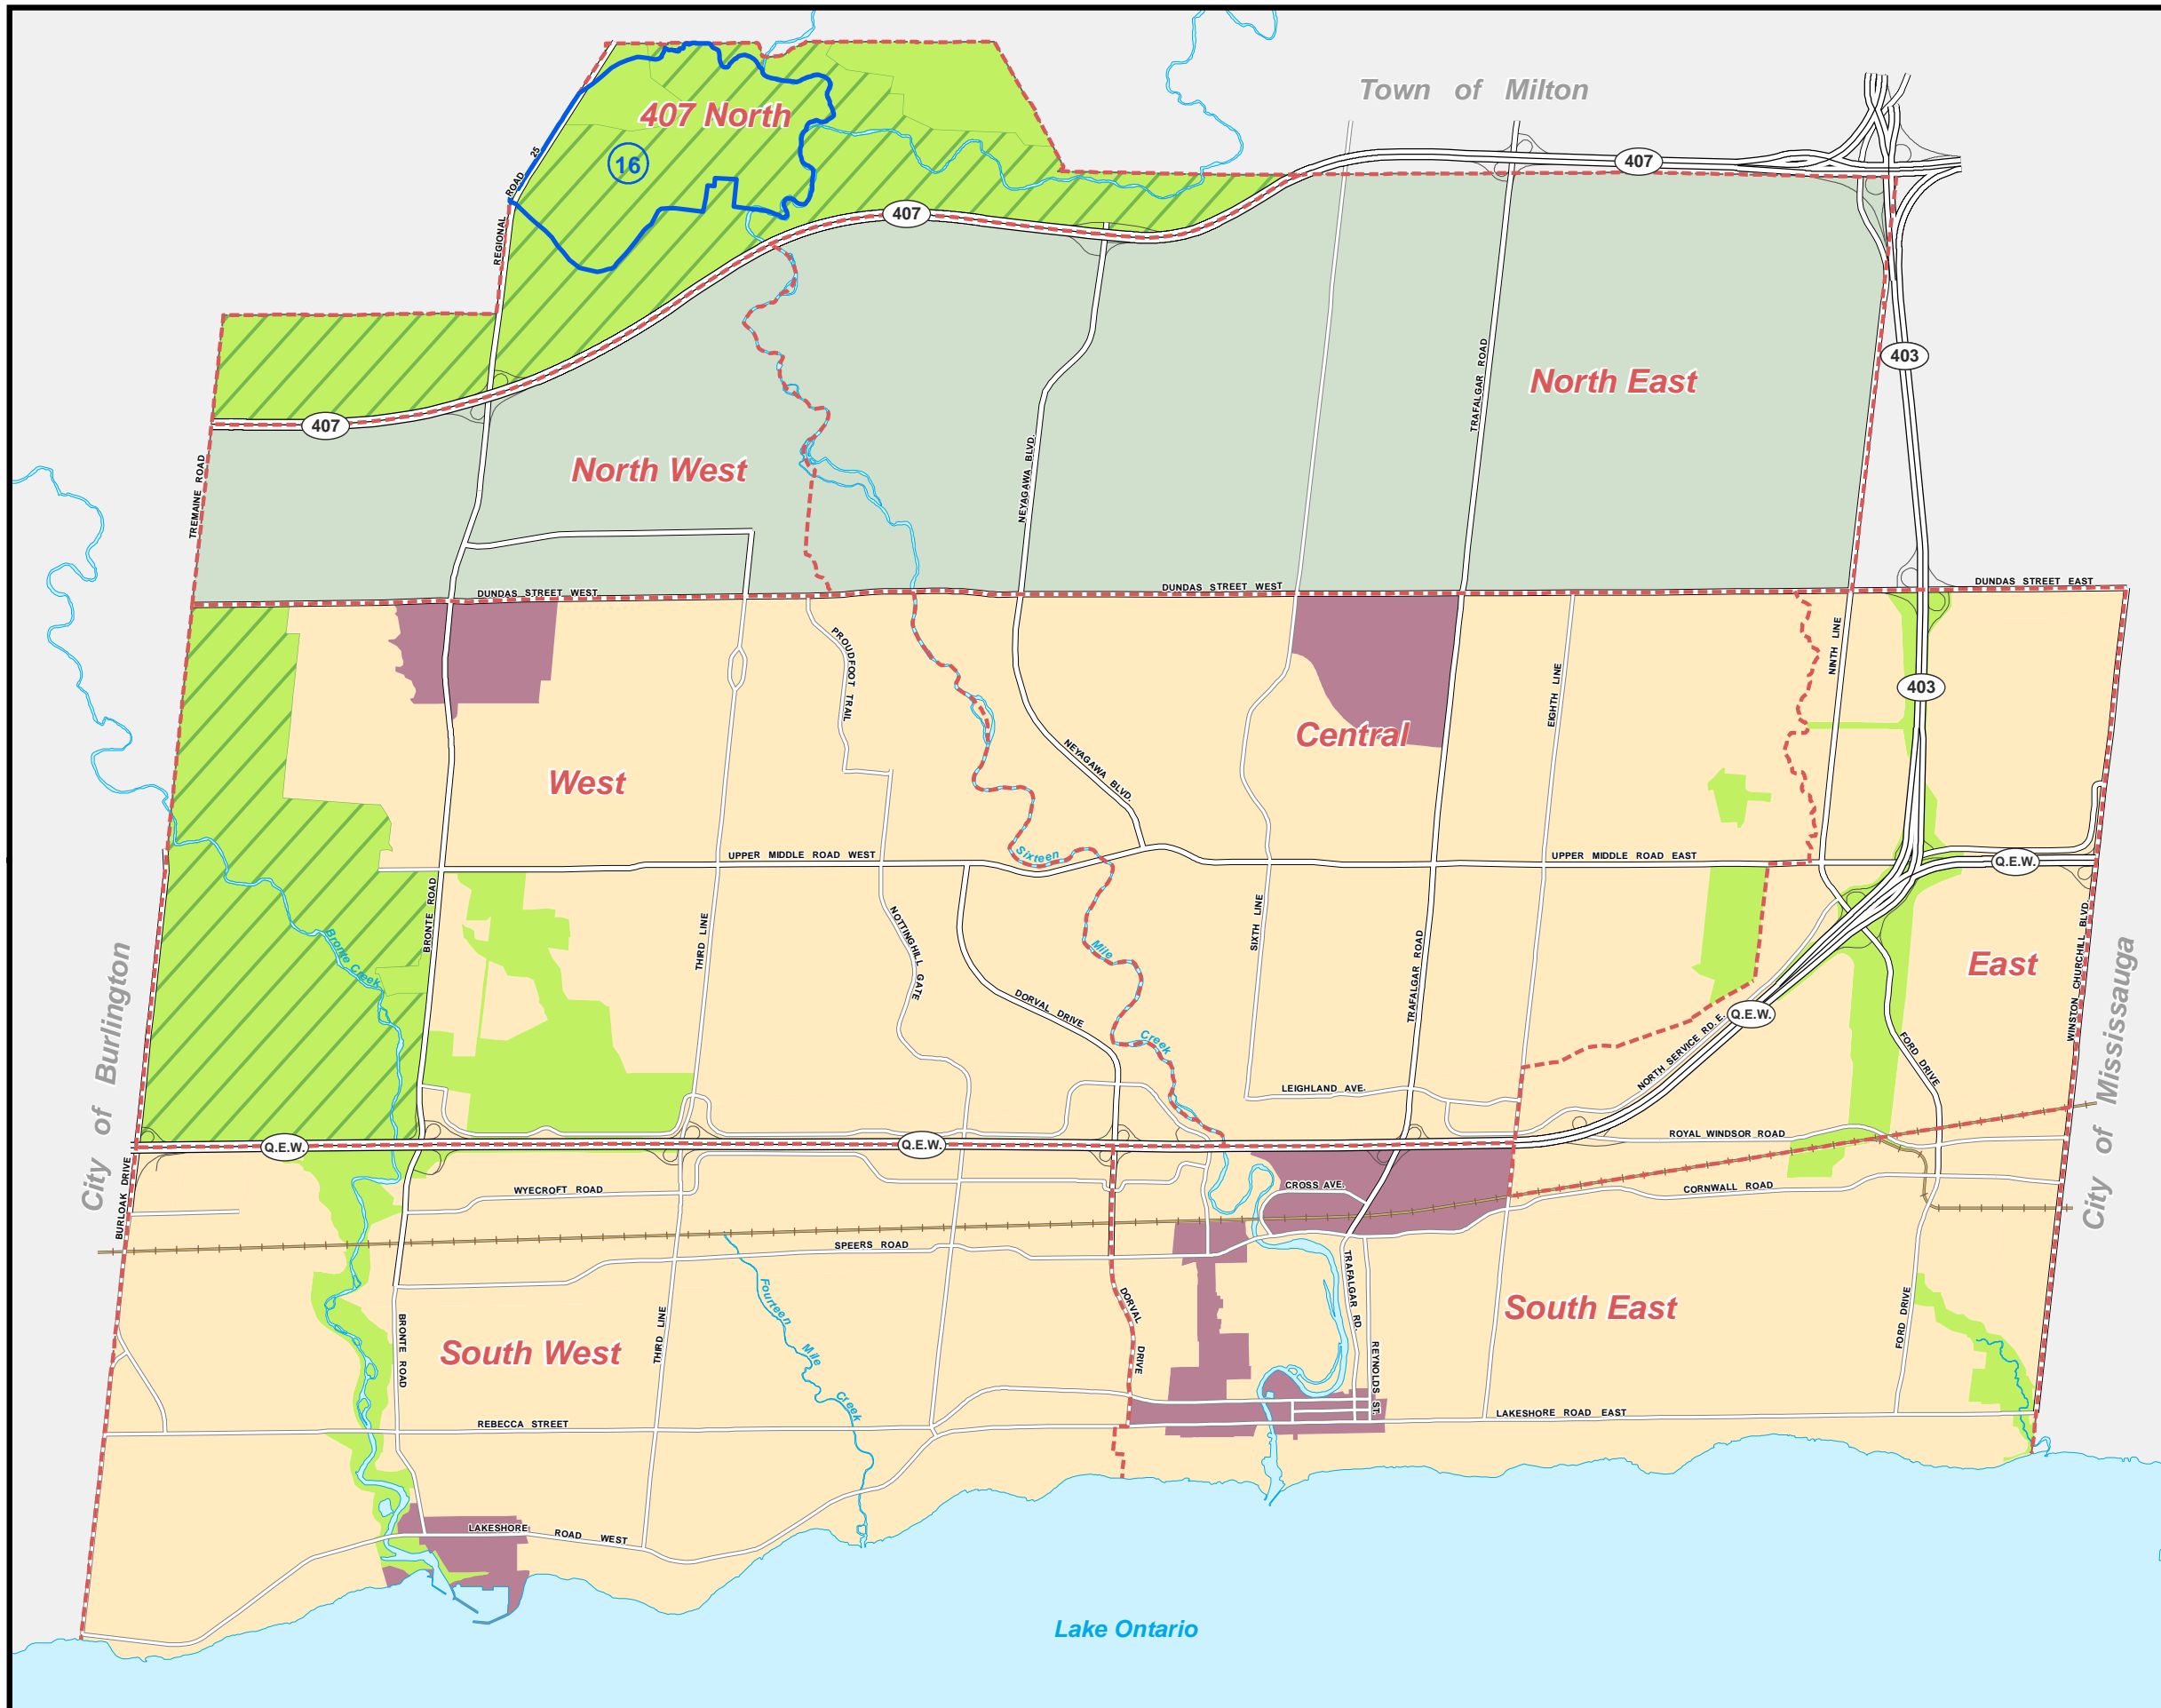 Town of Milton
407 North
16
REGIONAL ROAD 25
407
407
407
403
403
North East
North West
TREMAINE ROAD
NEYAGAWA BLVD.
TRAFALGAR ROAD
DUNDAS STREET WEST
DUNDAS STREET WEST
DUNDAS STREET EAST
PROUDFOOT TRAIL
NEYAGAWA BLVD.
EIGHTH LINE
NINTH LINE
Central
West
UPPER MIDDLE ROAD WEST
UPPER MIDDLE ROAD EAST
Sixteen
Mile
Creek
Q.E.W.
BRONTE ROAD
THIRD LINE
NOTTINGHILL GATE
DORVAL DRIVE
SIXTH LINE
TRAFALGAR ROAD
Bronte Creek
East
WINSTON CHURCHILL BLVD.
City of Burlington
City of Mississauga
Q.E.W.
NORTH SERVICE RD. E.
FORD DRIVE
LEIGHLAND AVE.
ROYAL WINDSOR ROAD
Q.E.W.
Q.E.W.
BURLOAK DRIVE
WYECROFT ROAD
CROSS AVE.
CORNWALL ROAD
SPEERS ROAD
Fourteen
Mile
Creek
BRONTE ROAD
THIRD LINE
DORVAL
DRIVE
TRAFALGAR RD.
REYNOLDS ST.
FORD DRIVE
South East
South West
REBECCA STREET
LAKESHORE ROAD EAST
LAKESHORE ROAD WEST
Lake Ontario